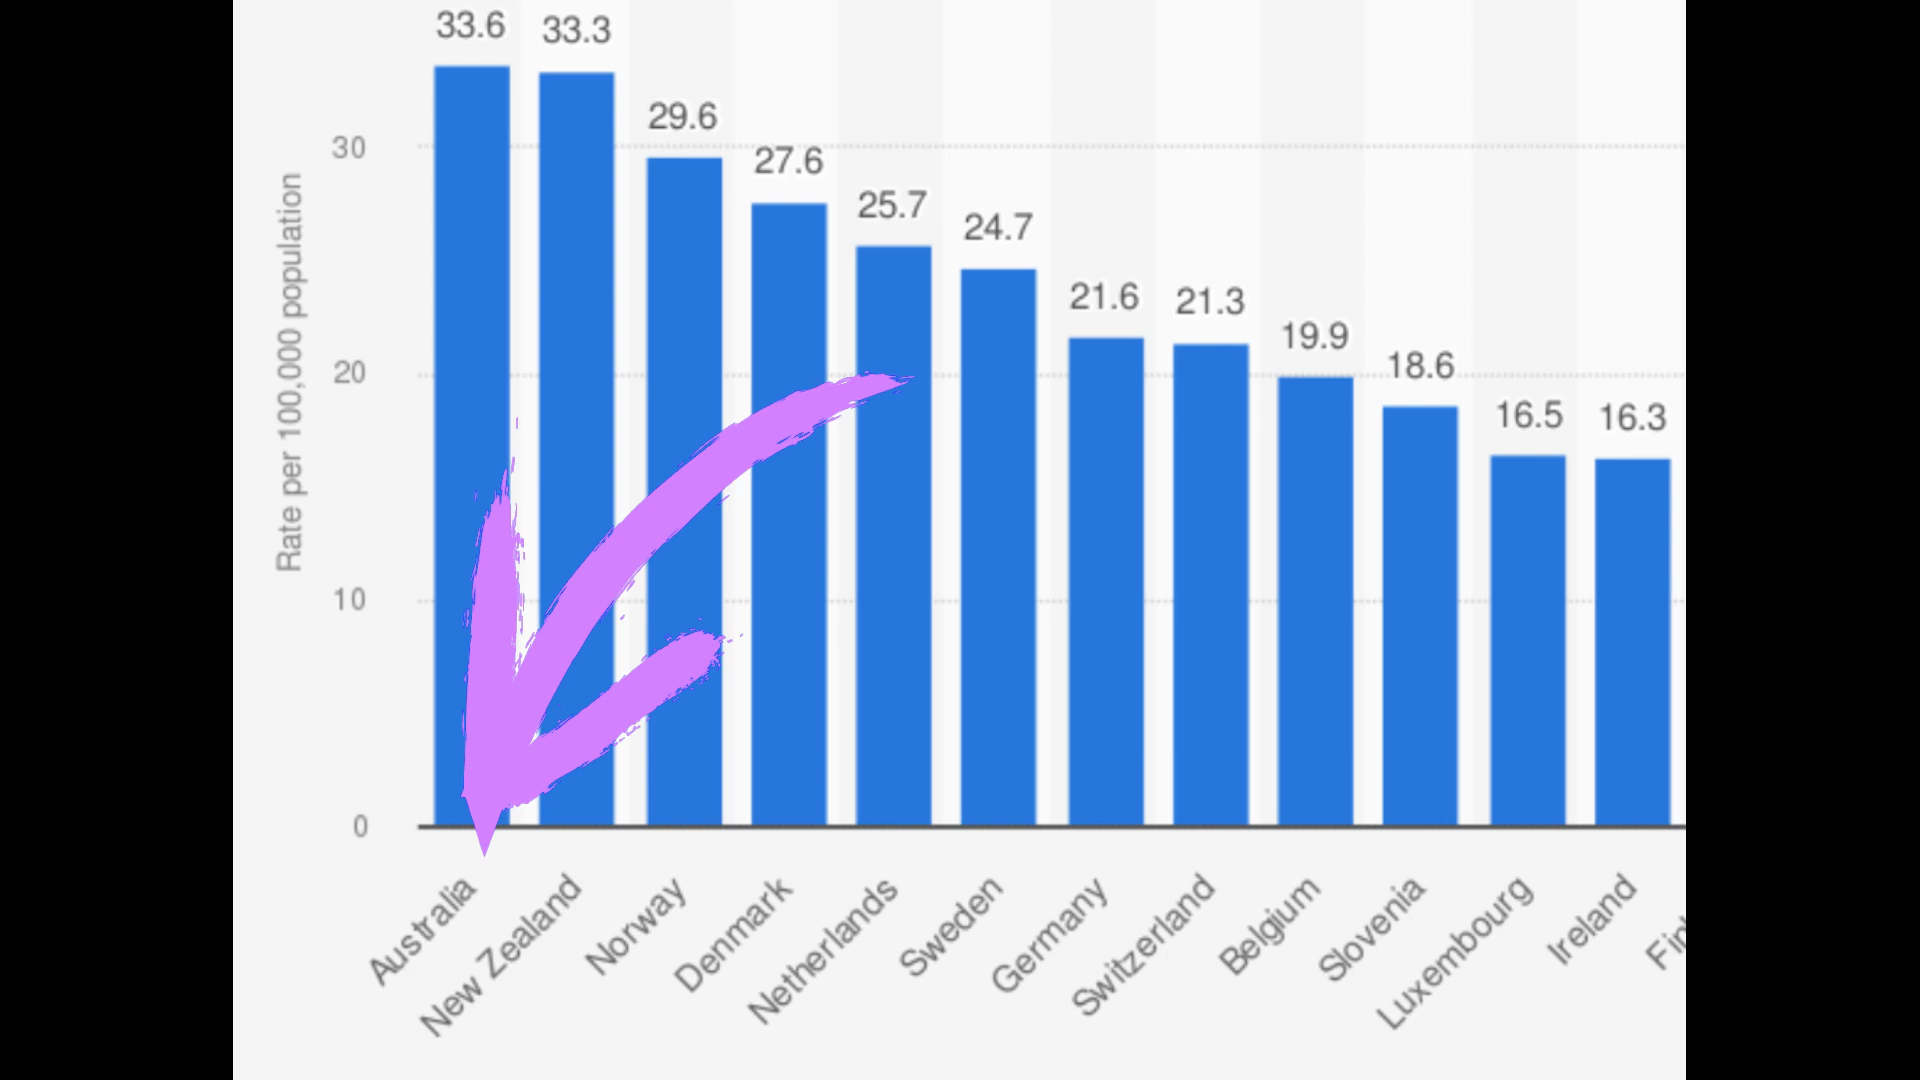 33.6
33.3
29.6
27.6
25.7
24.7
21.6
21.3
19.9
18.6
16.5
16.3
30
20
10
0
Rate per 100,000 population
Australia
New Zealand
Norway
Denmark
Netherlands
Sweden
Germany
Switzerland
Belgium
Slovenia
Luxembourg
Ireland